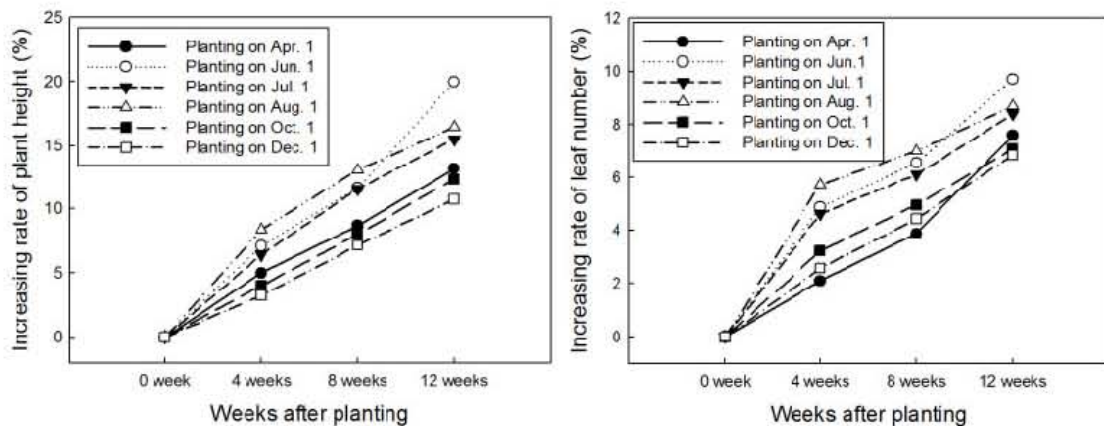 Increasing rate of plant height (%)
25
20
15
10
5
0
Planting on Apr. 1
Planting on Jun. 1
Planting on Jul. 1
Planting on Aug. 1
Planting on Oct. 1
Planting on Dec. 1
0 week
4 weeks
8 weeks
12 weeks
Weeks after planting
Increasing rate of leaf number (%)
12
10
8
6
4
2
0
Planting on Apr. 1
Planting on Jun. 1
Planting on Jul. 1
Planting on Aug. 1
Planting on Oct. 1
Planting on Dec. 1
0 week
4 weeks
8 weeks
12 weeks
Weeks after planting